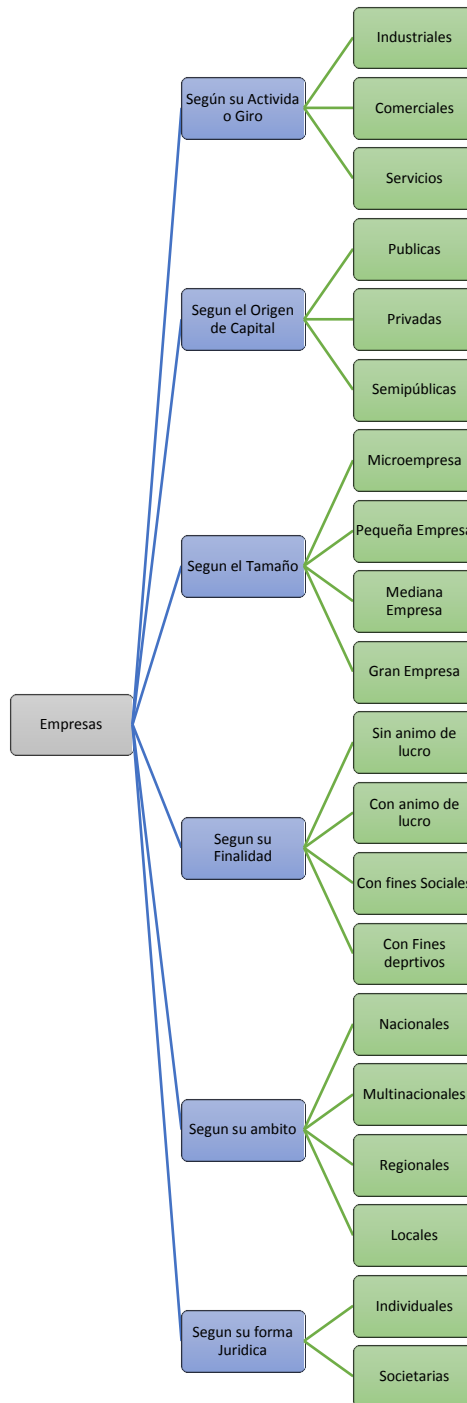 Industriales
Según su Activida
o Giro
Comerciales
Servicios
Publicas
Segun el Origen
de Capital
Privadas
Semipúblicas
Microempresa
Pequeña Empresa
Segun el Tamaño
Mediana
Empresa
Gran Empresa
Empresas
Sin animo de
lucro
Con animo de
lucro
Segun su
Finalidad
Con fines Sociales
Con Fines
deprtivos
Nacionales
Multinacionales
Segun su ambito
Regionales
Locales
Individuales
Segun su forma
Juridica
Societarias